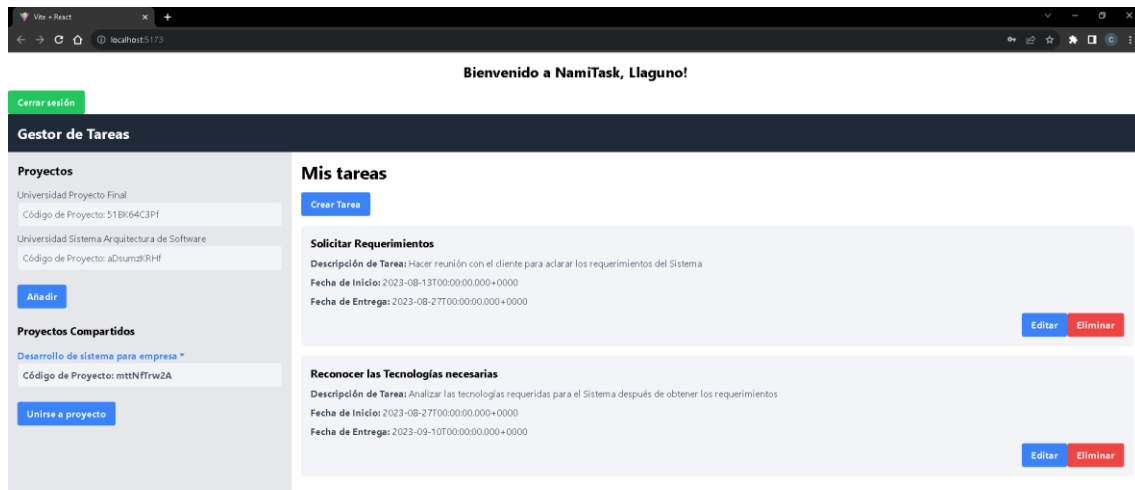 Vite + React
localhost:5173
Bienvenido a NamiTask, Llaguno!
Cerrar sesión
Gestor de Tareas
Proyectos
Universidad Proyecto Final
Código de Proyecto: 51BK64C3Pf
Universidad Sistema Arquitectura de Software
Código de Proyecto: aDsumzKRHf
Añadir
Proyectos Compartidos
Desarrollo de sistema para empresa *
Código de Proyecto: mttNfTrw2A
Unirse a proyecto
Mis tareas
Crear Tarea
Solicitar Requerimientos
Descripción de Tarea: Hacer reunión con el cliente para aclarar los requerimientos del Sistema
Fecha de Inicio: 2023-08-13T00:00:00.000+0000
Fecha de Entrega: 2023-08-27T00:00:00.000+0000
Editar Eliminar
Reconocer las Tecnologías necesarias
Descripción de Tarea: Analizar las tecnologías requeridas para el Sistema después de obtener los requerimientos
Fecha de Inicio: 2023-08-27T00:00:00.000+0000
Fecha de Entrega: 2023-09-10T00:00:00.000+0000
Editar Eliminar